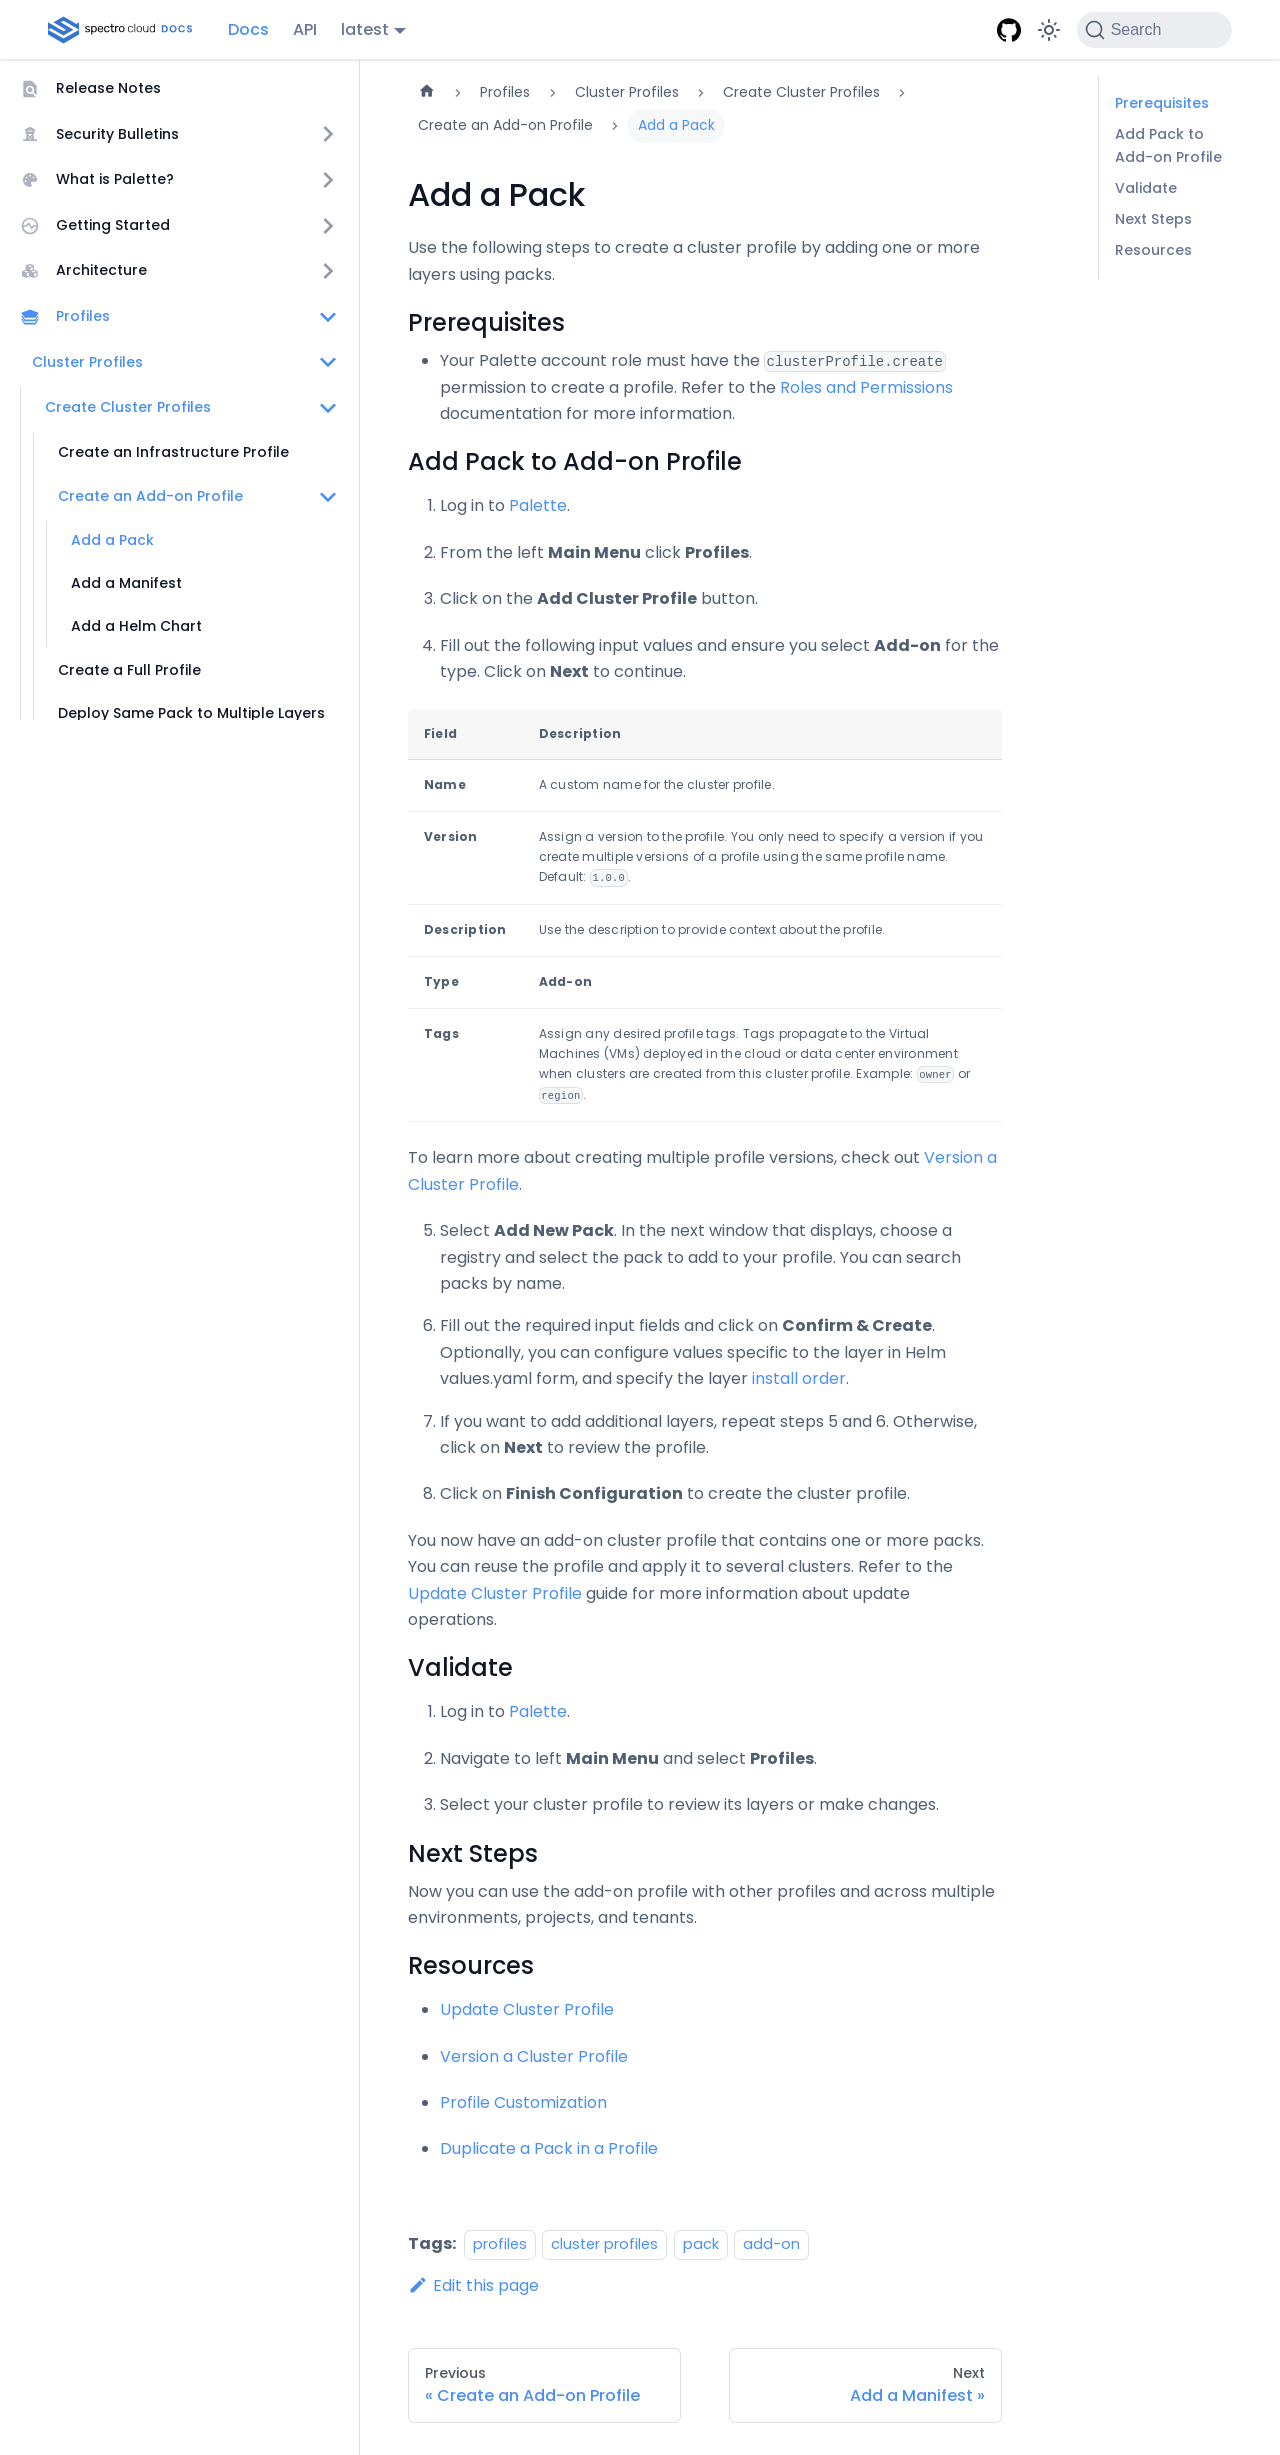 spectro cloud DOCS
Docs
API
latest
Search
Release Notes
Security Bulletins
What is Palette?
Getting Started
Architecture
Profiles
Cluster Profiles
Create Cluster Profiles
Create an Infrastructure Profile
Create an Add-on Profile
Add a Pack
Add a Manifest
Add a Helm Chart
Create a Full Profile
Deploy Same Pack to Multiple Layers
Profiles
Cluster Profiles
Create Cluster Profiles
Create an Add-on Profile
Add a Pack
Add a Pack
Use the following steps to create a cluster profile by adding one or more
layers using packs.
Prerequisites
Your Palette account role must have the clusterProfile.create
permission to create a profile. Refer to the Roles and Permissions
documentation for more information.
Add Pack to Add-on Profile
1. Log in to Palette.
2. From the left Main Menu click Profiles.
3. Click on the Add Cluster Profile button.
4. Fill out the following input values and ensure you select Add-on for the
type. Click on Next to continue.
Field Description
Name A custom name for the cluster profile.
Version Assign a version to the profile. You only need to specify a version if you
create multiple versions of a profile using the same profile name.
Default: 1.0.0.
Description Use the description to provide context about the profile.
Type Add-on
Tags Assign any desired profile tags. Tags propagate to the Virtual
Machines (VMs) deployed in the cloud or data center environment
when clusters are created from this cluster profile. Example: owner or
region.
To learn more about creating multiple profile versions, check out Version a
Cluster Profile.
5. Select Add New Pack. In the next window that displays, choose a
registry and select the pack to add to your profile. You can search
packs by name.
6. Fill out the required input fields and click on Confirm & Create.
Optionally, you can configure values specific to the layer in Helm
values.yaml form, and specify the layer install order.
7. If you want to add additional layers, repeat steps 5 and 6. Otherwise,
click on Next to review the profile.
8. Click on Finish Configuration to create the cluster profile.
You now have an add-on cluster profile that contains one or more packs.
You can reuse the profile and apply it to several clusters. Refer to the
Update Cluster Profile guide for more information about update
operations.
Validate
1. Log in to Palette.
2. Navigate to left Main Menu and select Profiles.
3. Select your cluster profile to review its layers or make changes.
Next Steps
Now you can use the add-on profile with other profiles and across multiple
environments, projects, and tenants.
Resources
Update Cluster Profile
Version a Cluster Profile
Profile Customization
Duplicate a Pack in a Profile
Tags: profiles cluster profiles pack add-on
Edit this page
Previous
« Create an Add-on Profile
Next
Add a Manifest »
Prerequisites
Add Pack to
Add-on Profile
Validate
Next Steps
Resources